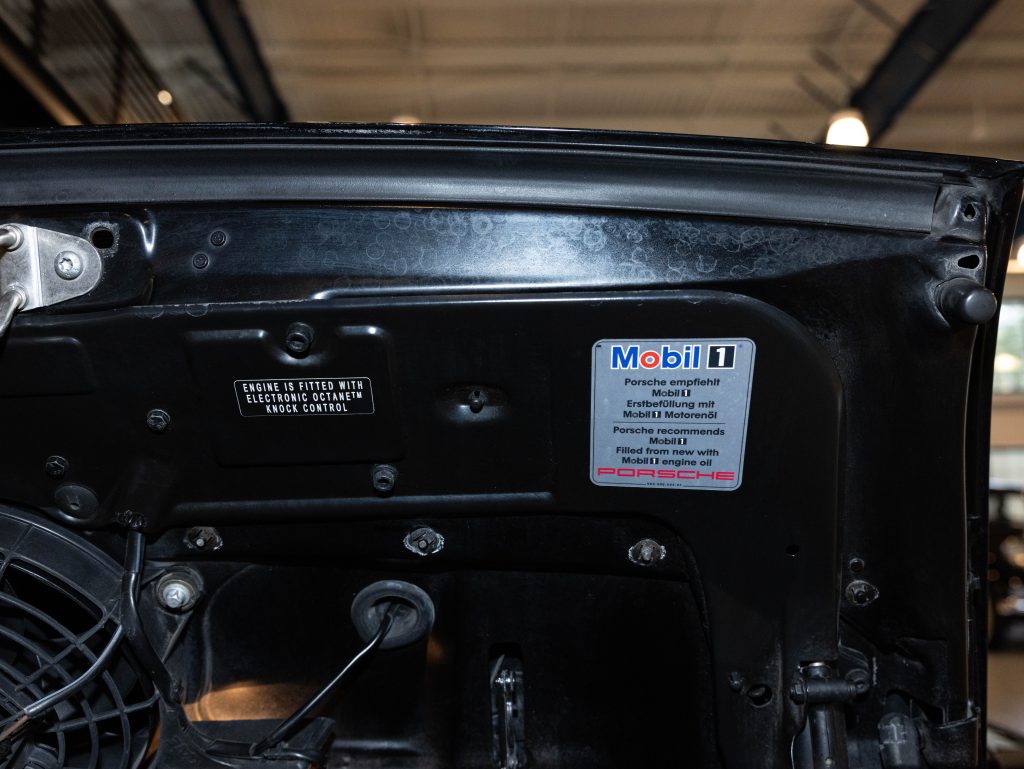 ENGINE IS FITTED WITH
ELECTRONIC OCTANE™
KNOCK CONTROL
Mobil 1
Porsche empfiehlt
Mobil 1
Erstbefüllung mit
Mobil 1 Motorenöl
Porsche recommends
Mobil 1
Filled from new with
Mobil 1 engine oil
PORSCHE